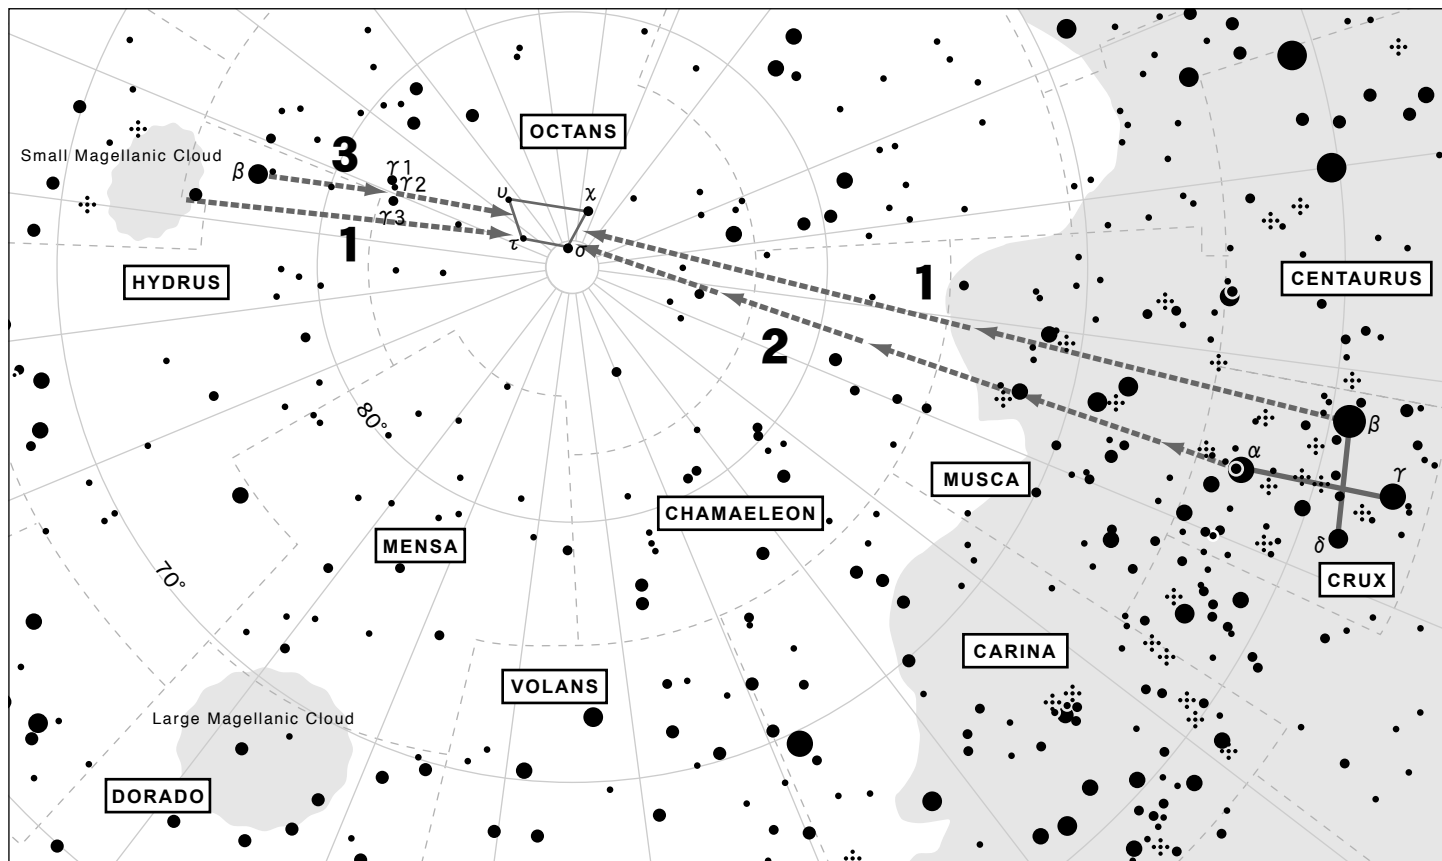 OCTANS
Small Magellanic Cloud
3
β
γ1
γ2
γ3
υ
χ
τ
σ
1
HYDRUS
1
CENTAURUS
2
80°
β
α
γ
MUSCA
CHAMAELEON
MENSA
δ
70°
CRUX
CARINA
VOLANS
Large Magellanic Cloud
DORADO